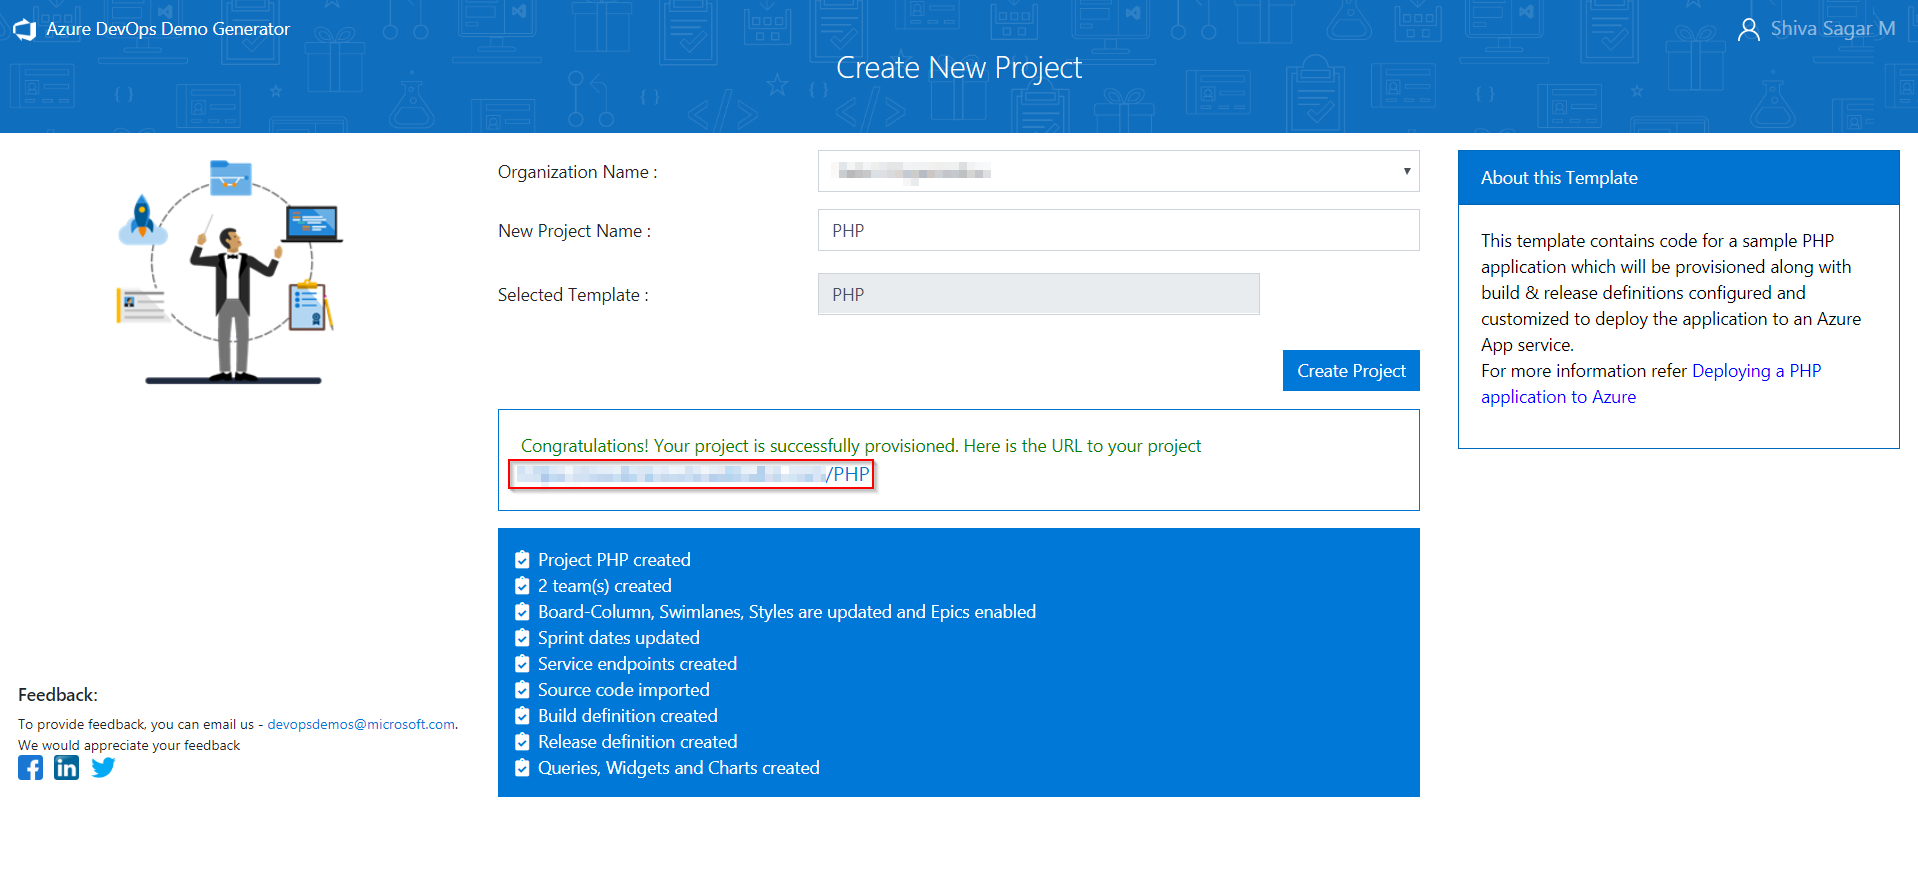 Azure DevOps Demo Generator
Shiva Sagar M
Create New Project
Organization Name :
New Project Name :
PHP
Selected Template :
PHP
Create Project
Congratulations! Your project is successfully provisioned. Here is the URL to your project
/PHP
Project PHP created
2 team(s) created
Board-Column, Swimlanes, Styles are updated and Epics enabled
Sprint dates updated
Service endpoints created
Source code imported
Build definition created
Release definition created
Queries, Widgets and Charts created
About this Template
This template contains code for a sample PHP
application which will be provisioned along with
build & release definitions configured and
customized to deploy the application to an Azure
App service.
For more information refer Deploying a PHP
application to Azure
Feedback:
To provide feedback, you can email us - devopsdemos@microsoft.com.
We would appreciate your feedback